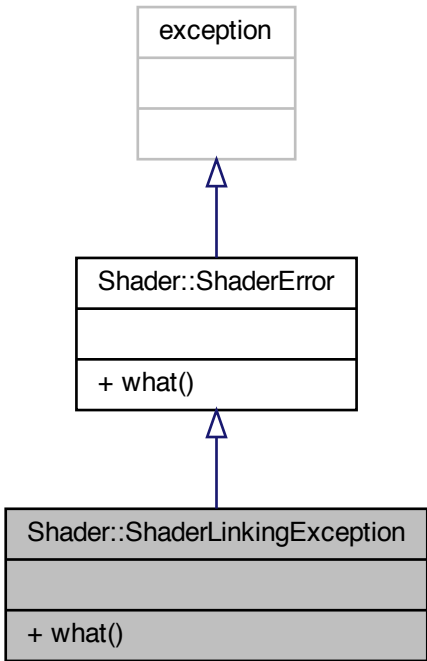 exception
Shader::ShaderError
+ what()
Shader::ShaderLinkingException
+ what()